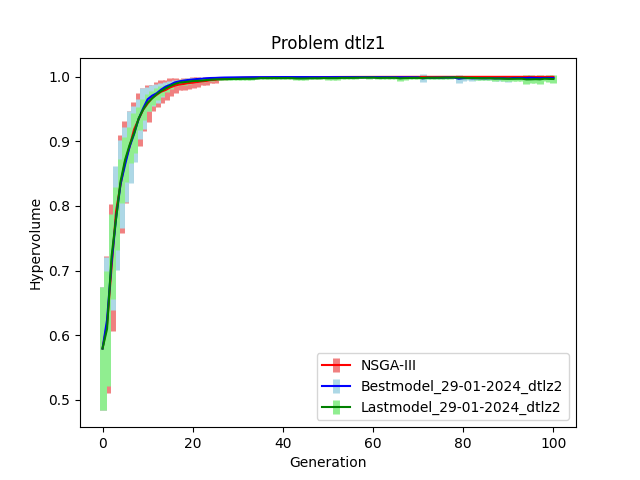 Problem dtlz1
1.0
0.9
0.8
0.7
0.6
0.5
Hypervolume
0 20 40 60 80 100
Generation
NSGA-III
Bestmodel_29-01-2024_dtlz2
Lastmodel_29-01-2024_dtlz2